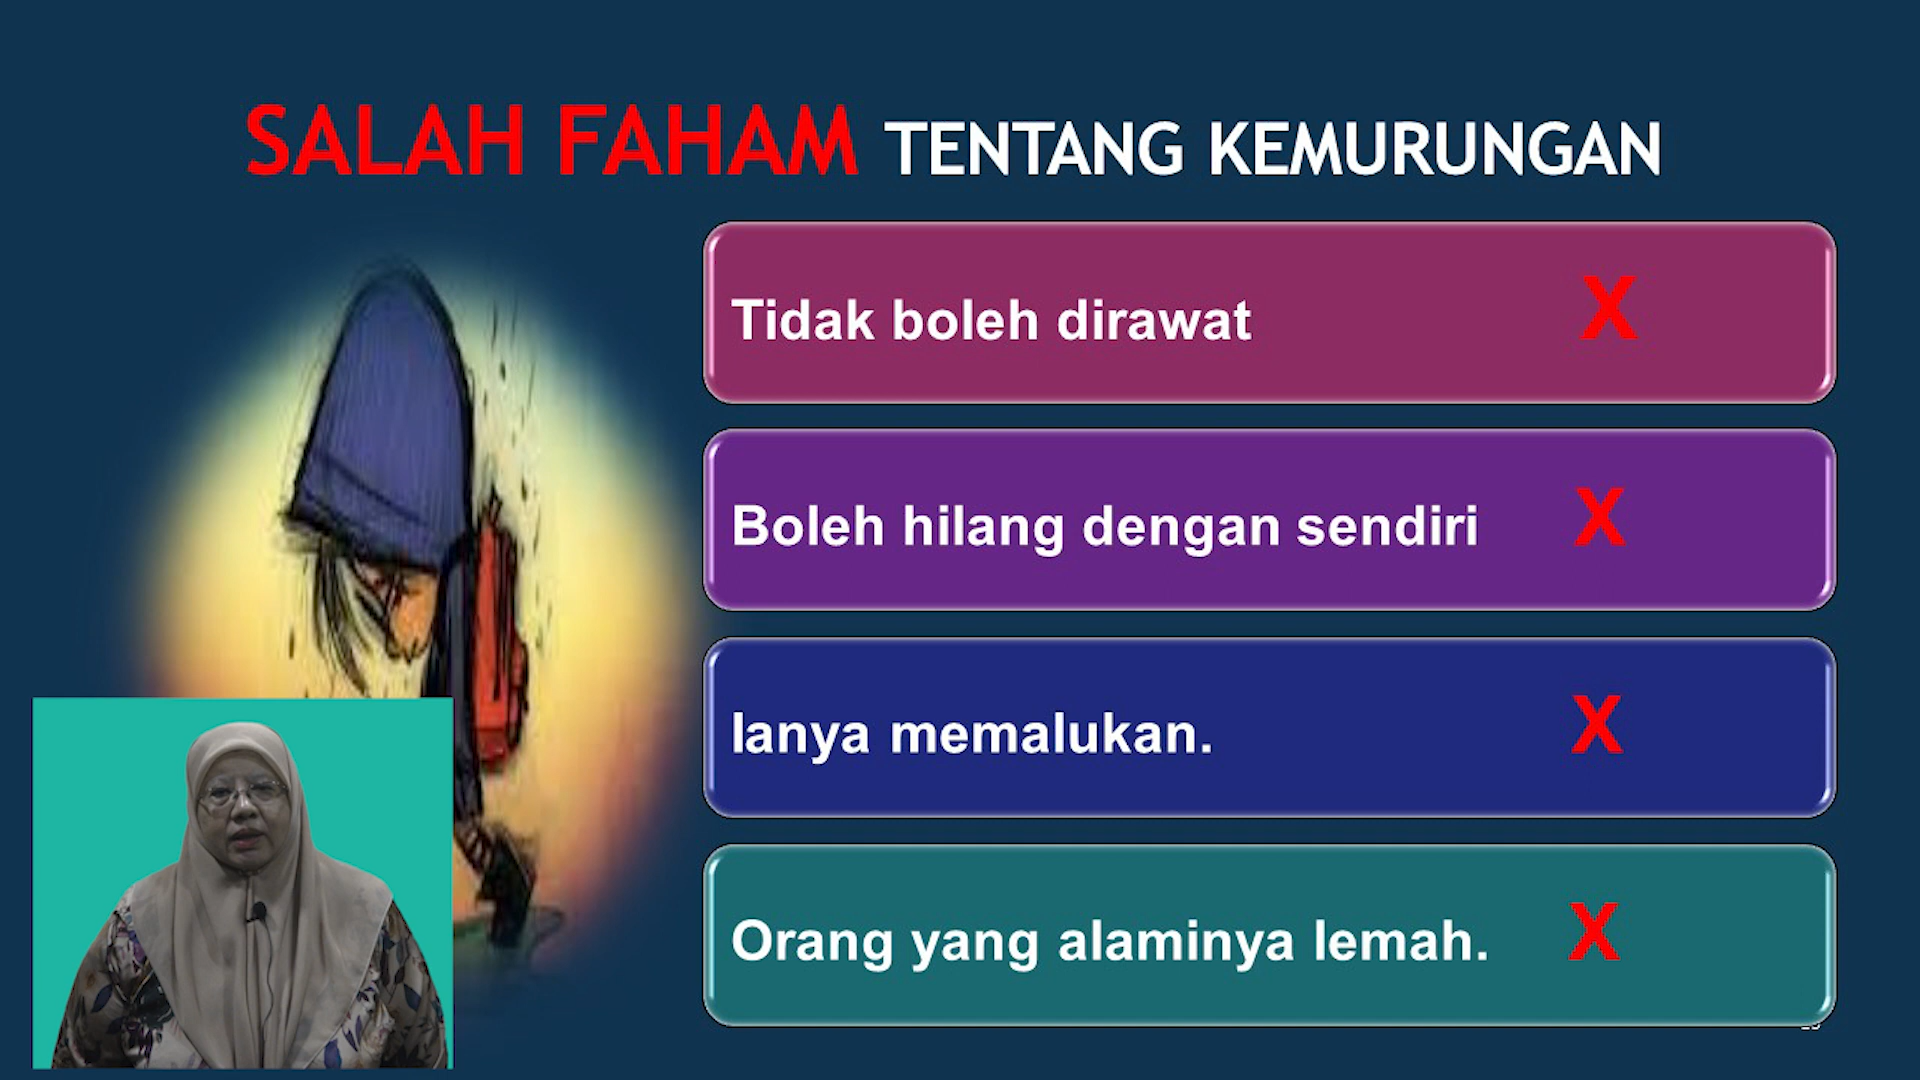 SALAH FAHAM TENTANG KEMURUNGAN
Tidak boleh dirawat X
Boleh hilang dengan sendiri X
Ianya memalukan. X
Orang yang alaminya lemah. X